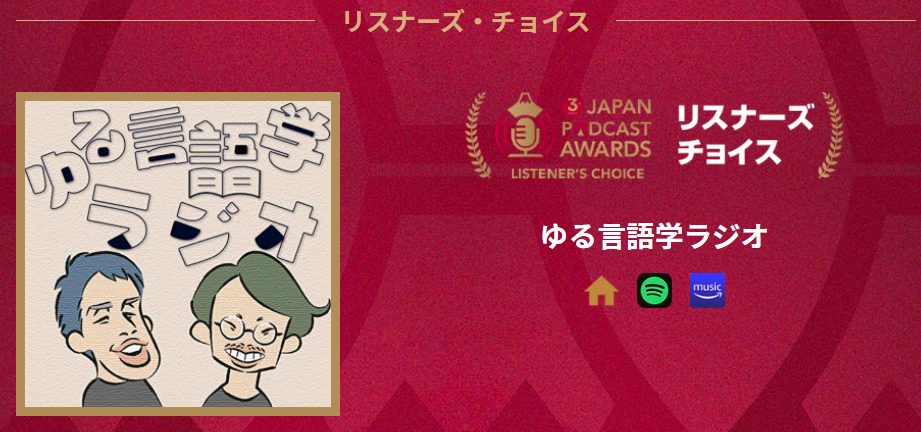 リスナーズ・チョイス
ゆる言語学
ラジオ
3rd JAPAN
PODCAST
AWARDS
LISTENER'S CHOICE
リスナーズ
チョイス
ゆる言語学ラジオ
music